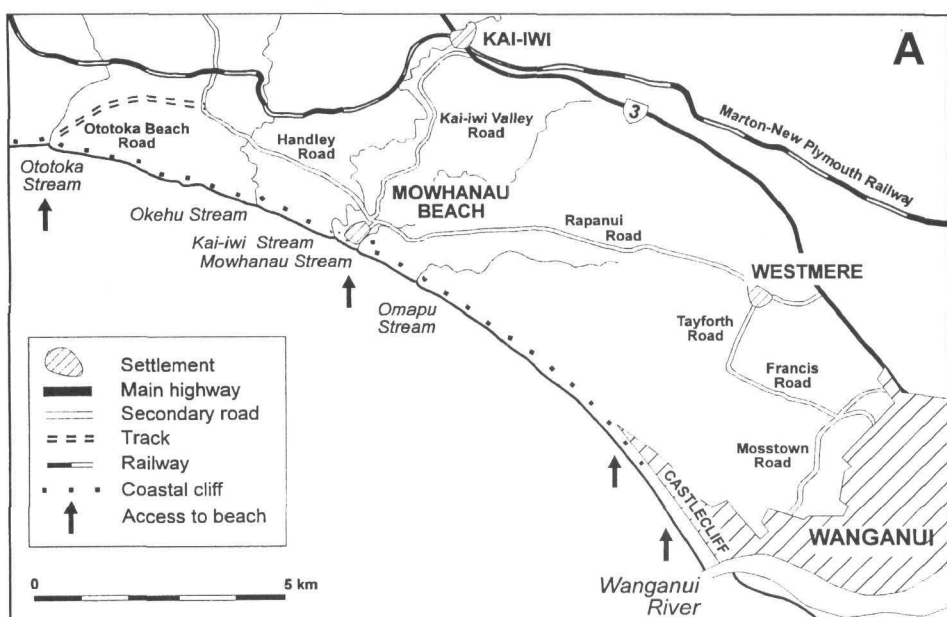 A
KAI-IWI
3
Marton-New Plymouth Railway
Kai-iwi Valley
Road
Ototoka Beach
Road
Handley
Road
Ototoka
Stream
MOWHANAU
BEACH
Okehu Stream
Rapanui
Road
Kai-iwi Stream
Mowhanau Stream
WESTMERE
Omapu
Stream
Tayforth
Road
Francis
Road
Mosstown
Road
CASTLECLIFF
WANGANUI
Wanganui
River
Settlement
Main highway
Secondary road
Track
Railway
Coastal cliff
Access to beach
0 5 km